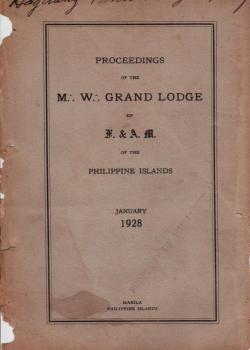 PROCEEDINGS
OF THE
M∴ W∴ GRAND LODGE
OF
F. & A. M.
OF THE
PHILIPPINE ISLANDS
JANUARY
1928
MANILA
PHILIPPINE ISLANDS